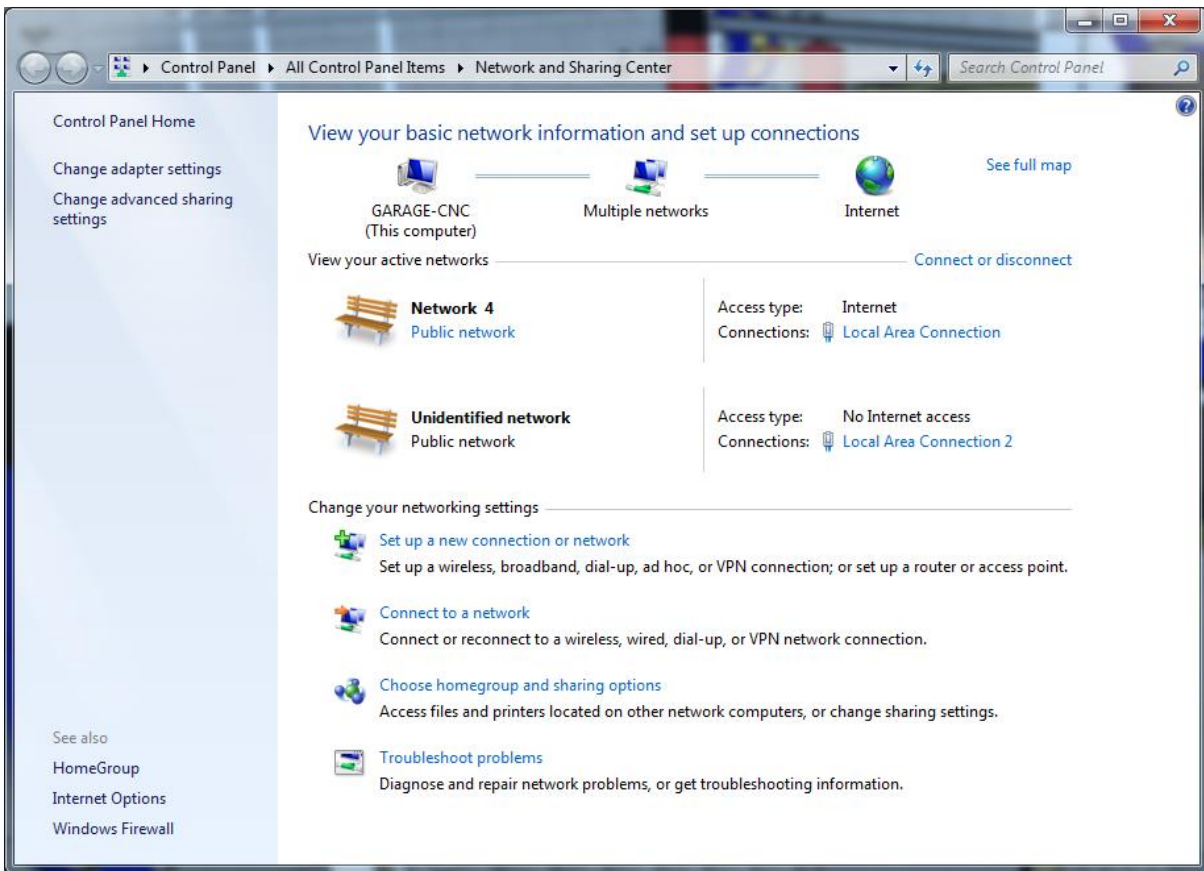 Control Panel ▸ All Control Panel Items ▸ Network and Sharing Center
Search Control Panel
Control Panel Home
Change adapter settings
Change advanced sharing
settings
See also
HomeGroup
Internet Options
Windows Firewall
View your basic network information and set up connections
See full map
GARAGE-CNC
(This computer)
Multiple networks
Internet
View your active networks
Connect or disconnect
Network 4
Public network
Access type: Internet
Connections: Local Area Connection
Unidentified network
Public network
Access type: No Internet access
Connections: Local Area Connection 2
Change your networking settings
Set up a new connection or network
Set up a wireless, broadband, dial-up, ad hoc, or VPN connection; or set up a router or access point.
Connect to a network
Connect or reconnect to a wireless, wired, dial-up, or VPN network connection.
Choose homegroup and sharing options
Access files and printers located on other network computers, or change sharing settings.
Troubleshoot problems
Diagnose and repair network problems, or get troubleshooting information.